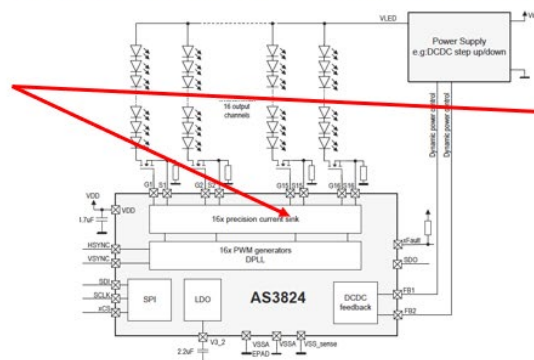 VLED
Power Supply
e.g:DCDC step up/down
16 output
channels
Dynamic power control
Dynamic power control
G1 S1 G2 S2 G15 S15 G16 S16
VDD
1.7uF
VDD
16x precision current sink
HSYNC
VSYNC
16x PWM generators
DPLL
xFault
SDO
SDI
SCLK
xCS
SPI
LDO
AS3824
DCDC
feedback
FB1
FB2
V3_2
2.2uF
VSSA
EPAD
VSSA
VSS_sense